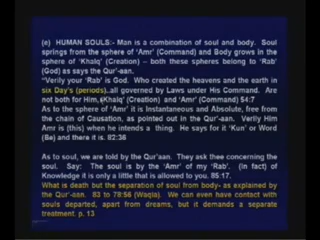 (e) HUMAN SOULS:- Man is a combination of soul and body. Soul
springs from the sphere of 'Amr' (Command) and Body grows in the
sphere of 'Khalq' (Creation) – both these spheres belong to 'Rab'
(God) as says the Qur'-aan.
"Verily your 'Rab' is God. Who created the heavens and the earth in
six Day's (periods)..all governed by Laws under His Command. Are
not both for Him, (Khalq' (Creation) and 'Amr' (Command) 54:7
As to the sphere of 'Amr' it is Instantaneous and Absolute, free from
the chain of Causation, as pointed out in the Qur'-aan. Verily Him
Amr is (this) when he intends a thing. He says for it 'Kun' or Word
(Be) and there it is. 82:36
As to soul, we are told by the Qur'aan. They ask thee concerning the
soul. Say: The soul is by the 'Amr' of my 'Rab'. (in fact) of
Knowledge it is only a little that is allowed to you. 85:17.
What is death but the separation of soul from body- as explained by
the Qur'-aan. 83 to 78:56 (Waqia). We can even have contact with
souls departed, apart from dreams, but it demands a separate
treatment. p. 13